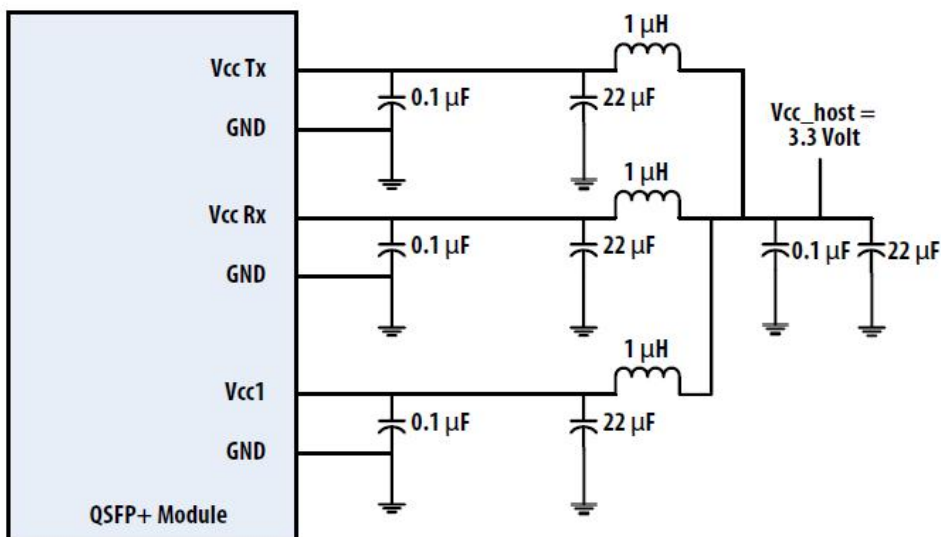 1 μH
Vcc Tx
0.1 μF
22 μF
GND
Vcc_host =
3.3 Volt
1 μH
Vcc Rx
0.1 μF
22 μF
0.1 μF
22 μF
GND
1 μH
Vcc1
0.1 μF
22 μF
GND
QSFP+ Module